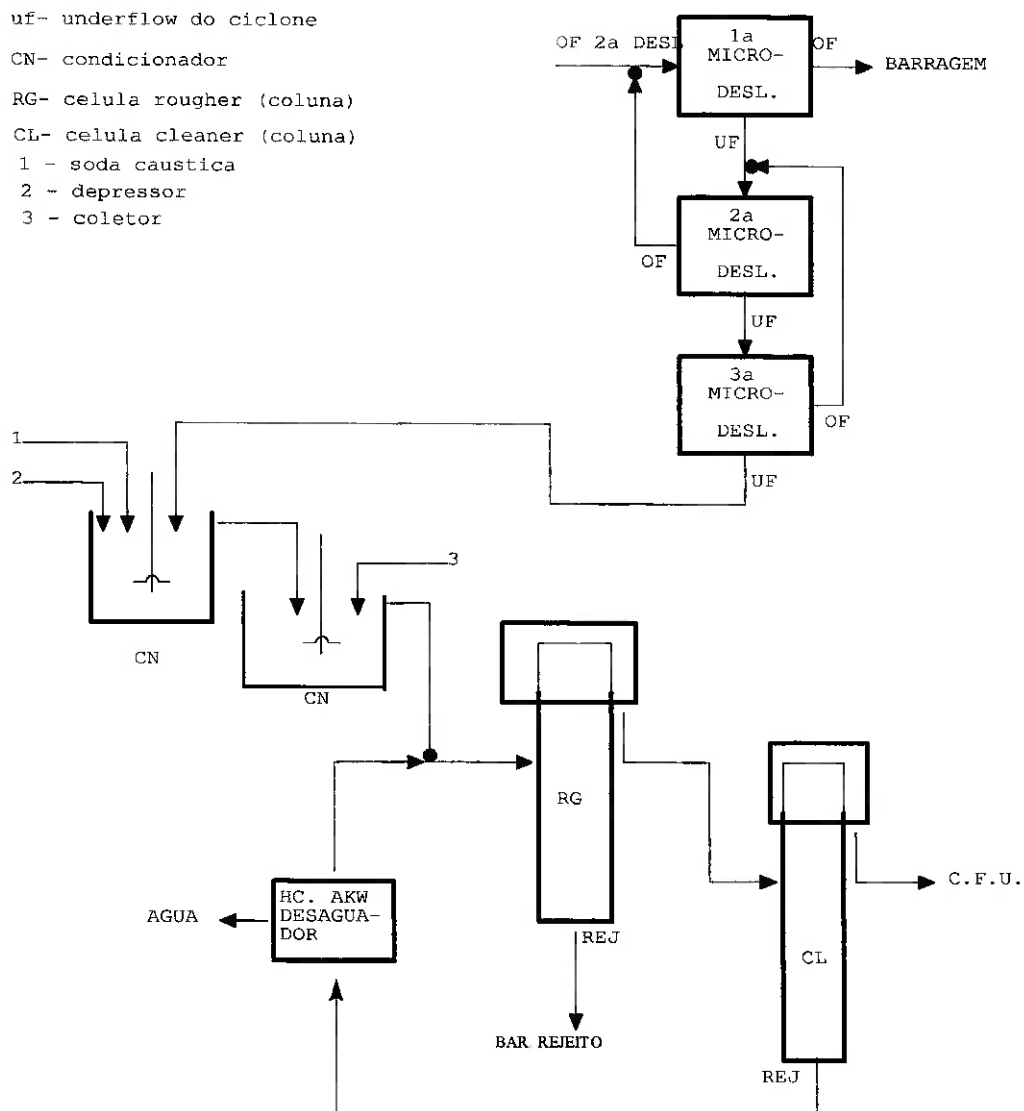 uf- underflow do ciclone
CN- condicionador
RG- celula rougher (coluna)
CL- celula cleaner (coluna)
1 - soda caustica
2 - depressor
3 - coletor
OF 2a DESL
1a
MICRO-
DESL.
OF
BARRAGEM
UF
2a
MICRO-
DESL.
OF
UF
3a
MICRO-
DESL.
OF
UF
1
2
3
CN
CN
RG
HC. AKW
DESAGUA-
DOR
AGUA
REJ
BAR REJEITO
C.F.U.
CL
REJ